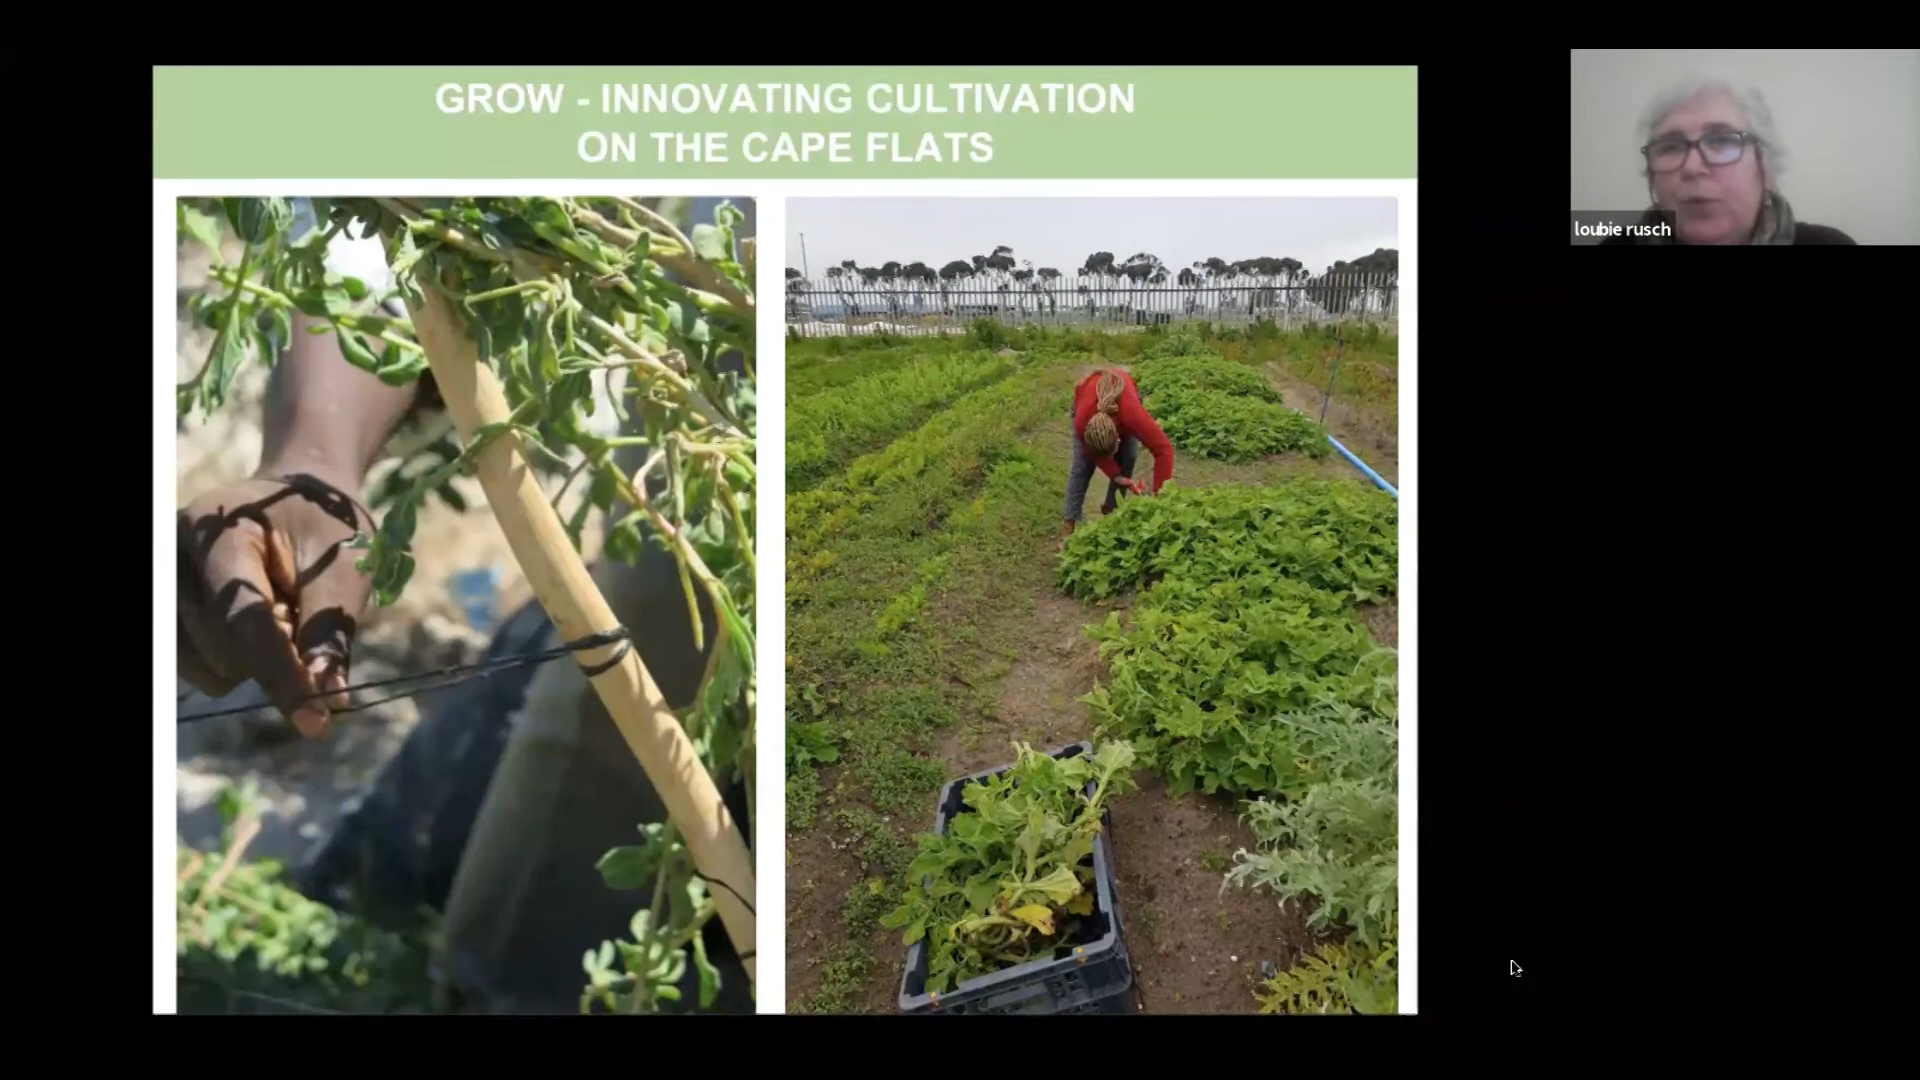 GROW - INNOVATING CULTIVATION
ON THE CAPE FLATS
loubie rusch